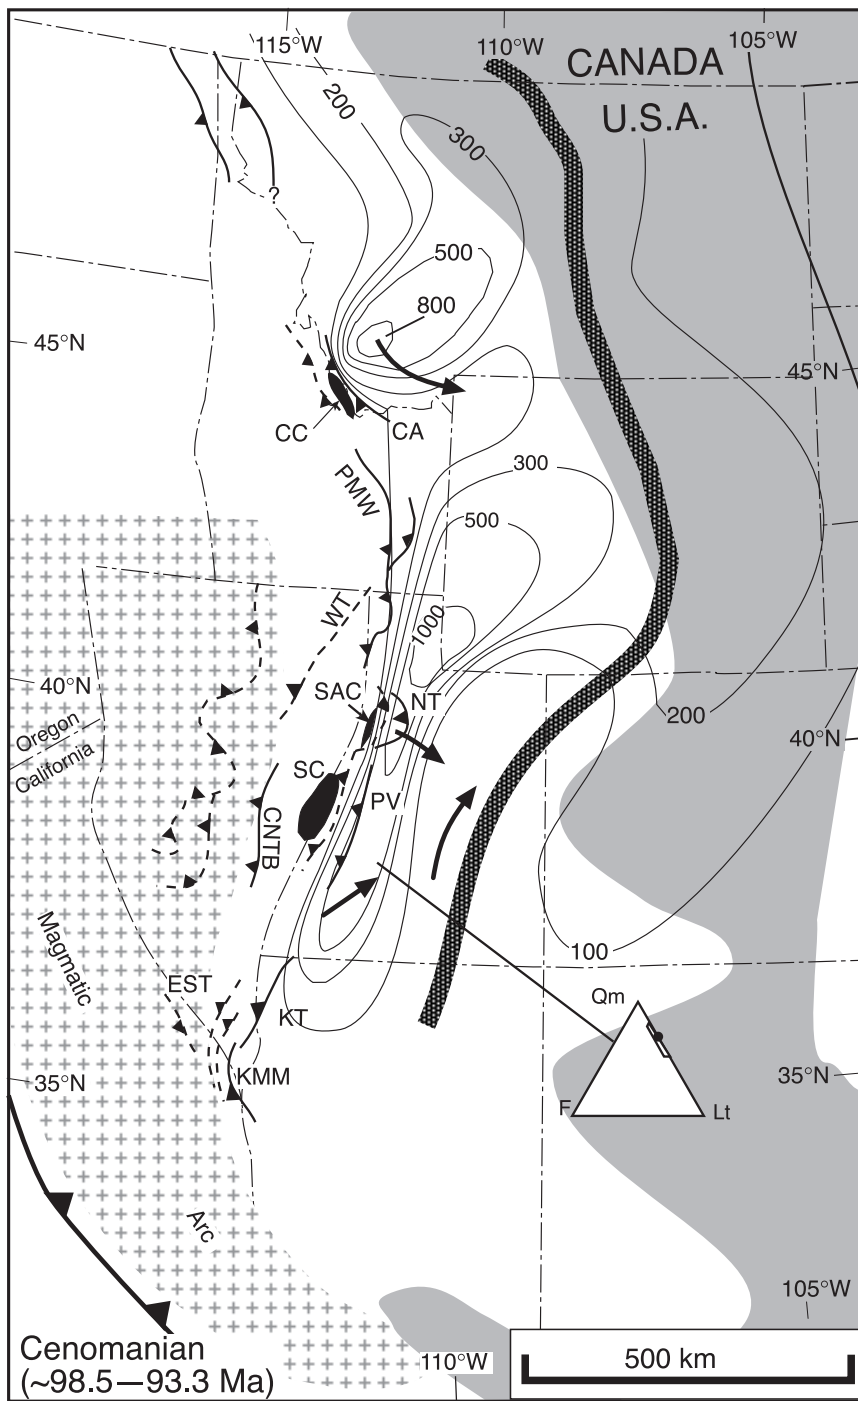 115°W
110°W
105°W
CANADA
U.S.A.
200
300
?
500
800
45°N
45°N
CC
CA
PMW
300
500
WT
1000
40°N
SAC
NT
200
Oregon
California
40°N
SC
PV
CNTB
Magmatic
100
EST
Qm
KT
KMM
35°N
35°N
F
Lt
Arc
105°W
Cenomanian
(~98.5—93.3 Ma)
110°W
500 km